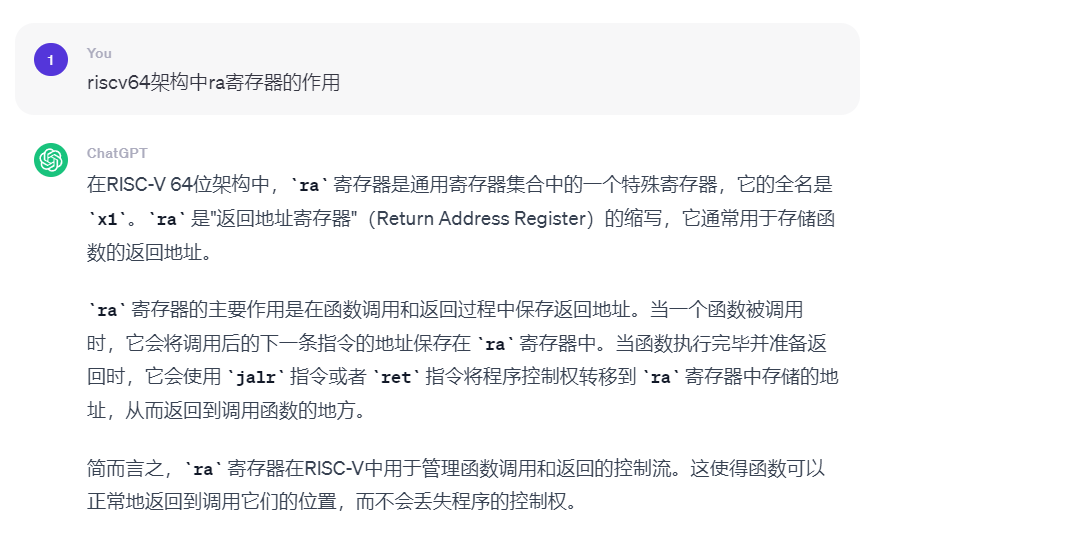 1
You
riscv64架构中ra寄存器的作用
ChatGPT
在RISC-V 64位架构中，`ra` 寄存器是通用寄存器集合中的一个特殊寄存器，它的全名是
`x1`。`ra` 是"返回地址寄存器"（Return Address Register）的缩写，它通常用于存储函
数的返回地址。
`ra` 寄存器的主要作用是在函数调用和返回过程中保存返回地址。当一个函数被调用
时，它会将调用后的下一条指令的地址保存在 `ra` 寄存器中。当函数执行完毕并准备返
回时，它会使用 `jalr` 指令或者 `ret` 指令将程序控制权转移到 `ra` 寄存器中存储的地
址，从而返回到调用函数的地方。
简而言之，`ra` 寄存器在RISC-V中用于管理函数调用和返回的控制流。这使得函数可以
正常地返回到调用它们的位置，而不会丢失程序的控制权。